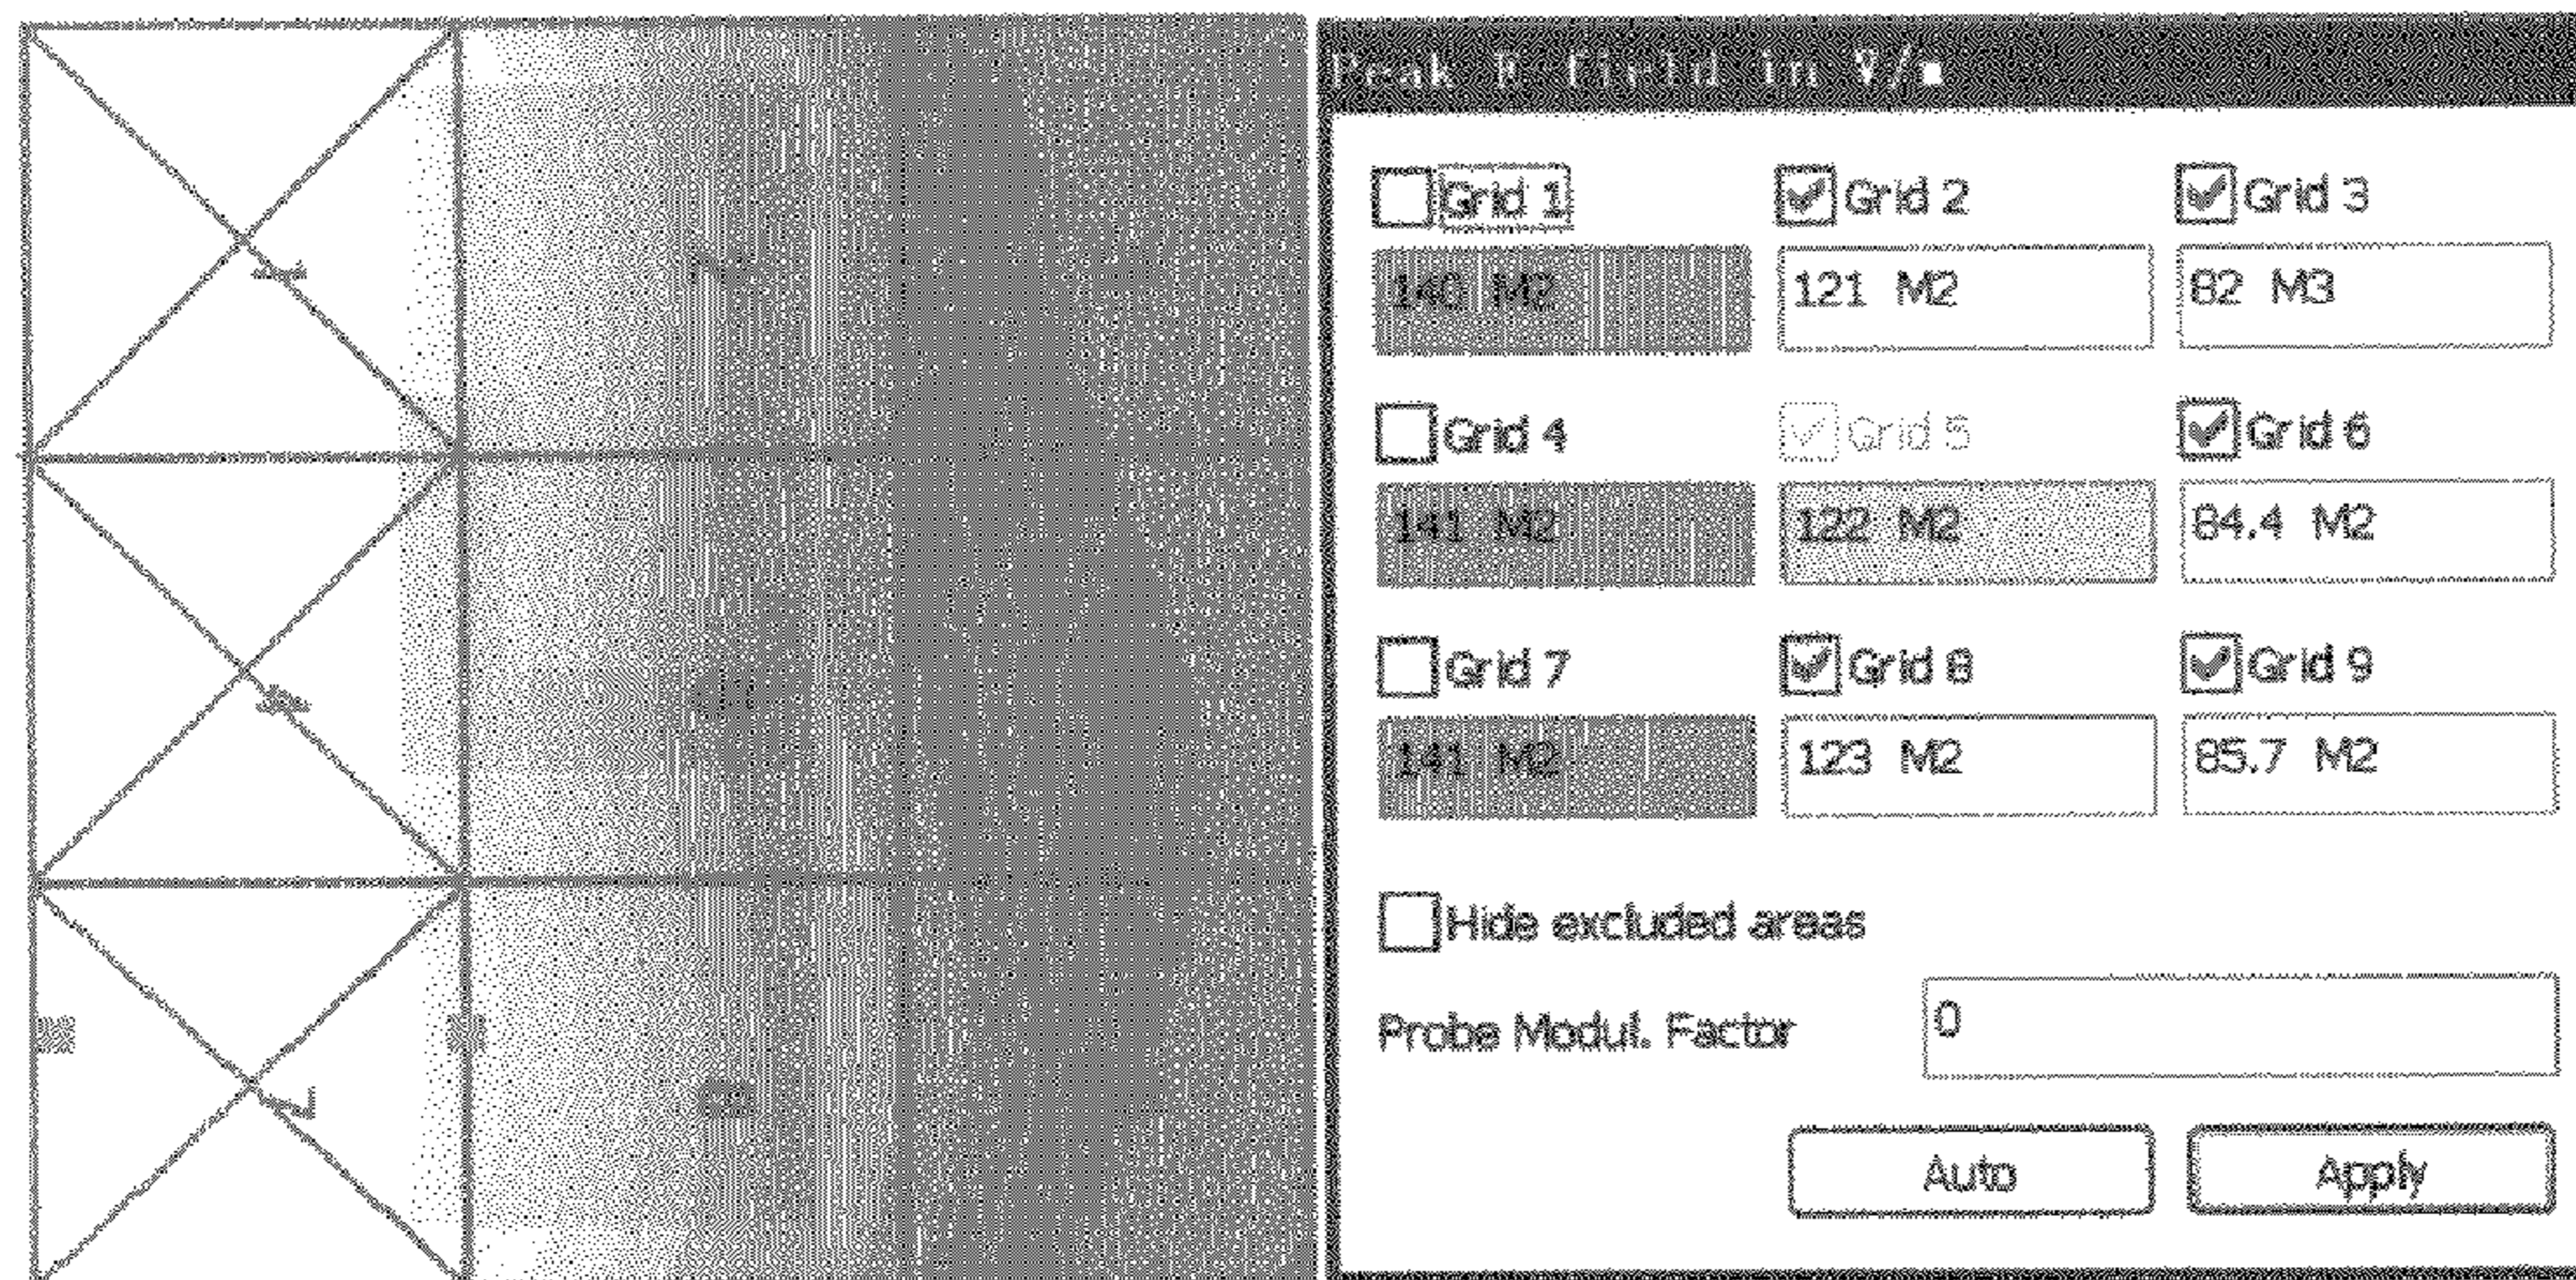 Peak E field in V/m
Grid 1 Grid 2 Grid 3
140 M2 121 M2 82 M3
Grid 4 Grid 5 Grid 6
141 M2 122 M2 84.4 M2
Grid 7 Grid 8 Grid 9
141 M2 123 M2 85.7 M2
Hide excluded areas
Probe Modul. Factor 0
Auto Apply
7
8